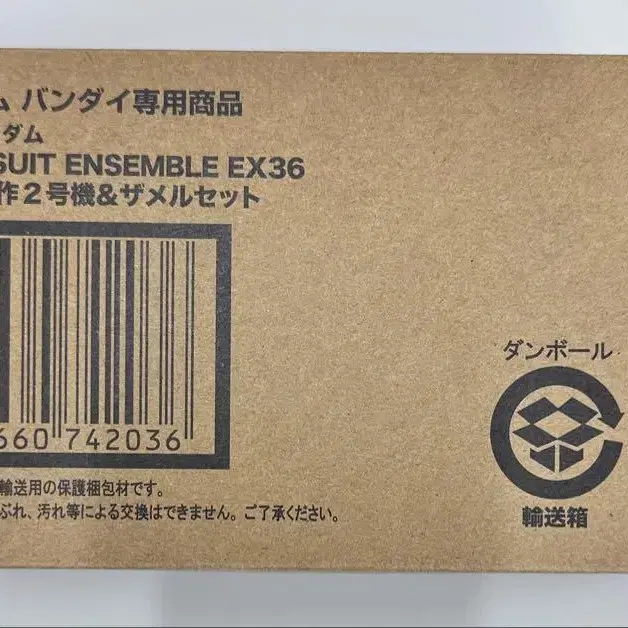 ム バンダイ専用商品
ダム
SUIT ENSEMBLE EX36
作2号機&ザメルセット
660 742036
輸送用の保護梱包材です。
ぶれ、汚れ等による交換はできません。ご了承ください。
ダンボール
輸送箱